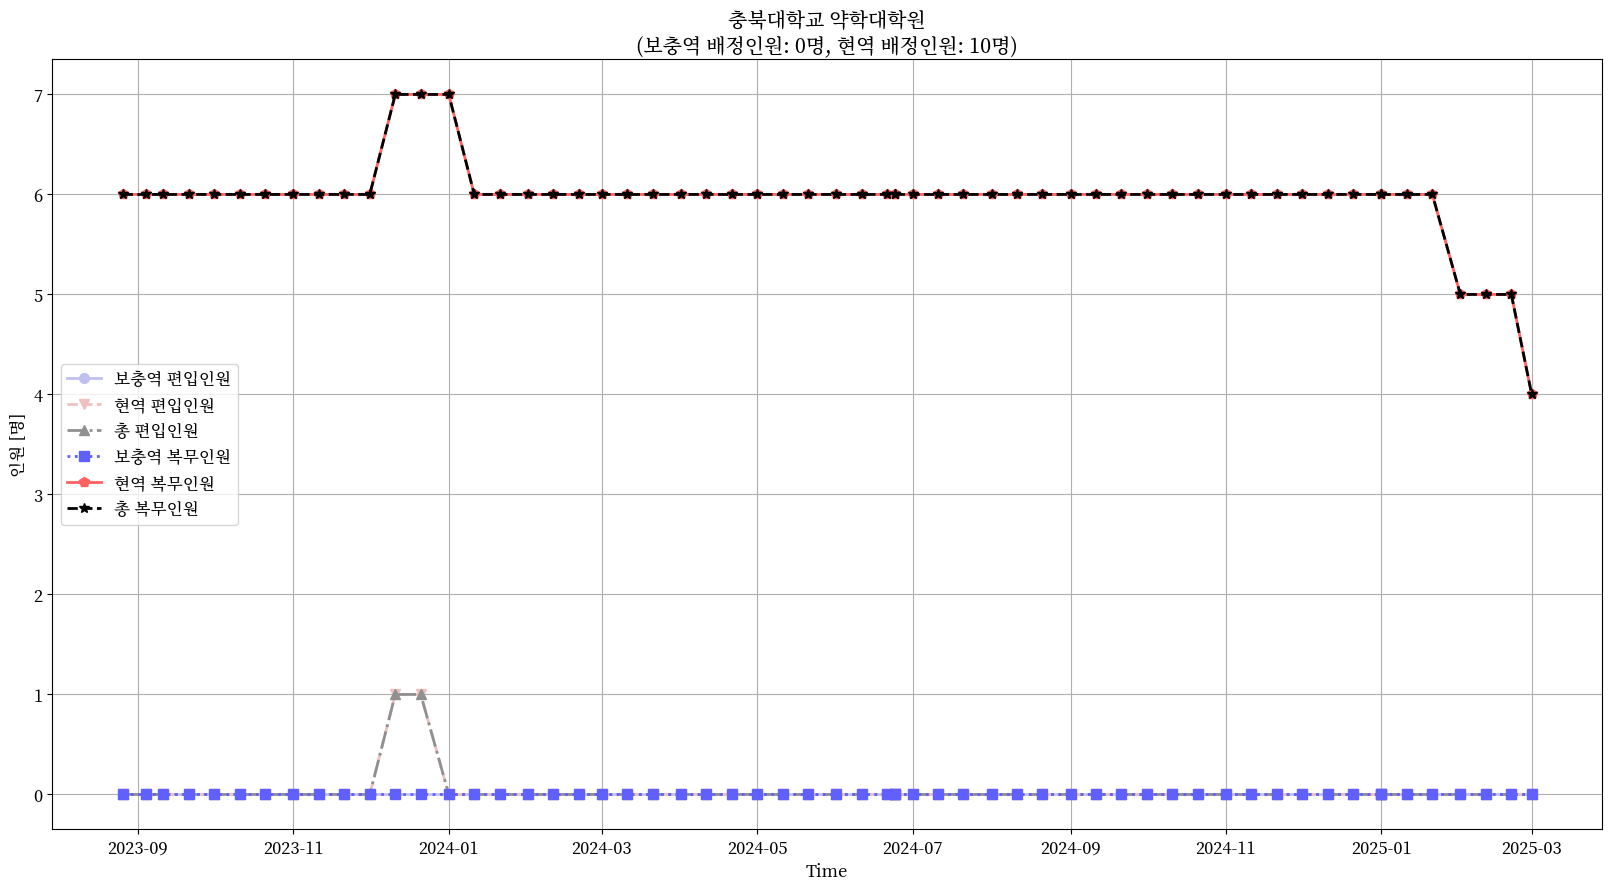 충북대학교 약학대학원
(보충역 배정인원: 0명, 현역 배정인원: 10명)
인원 [명]
7
6
5
4
3
2
1
0
보충역 편입인원
현역 편입인원
총 편입인원
보충역 복무인원
현역 복무인원
총 복무인원
2023-09 2023-11 2024-01 2024-03 2024-05 2024-07 2024-09 2024-11 2025-01 2025-03
Time